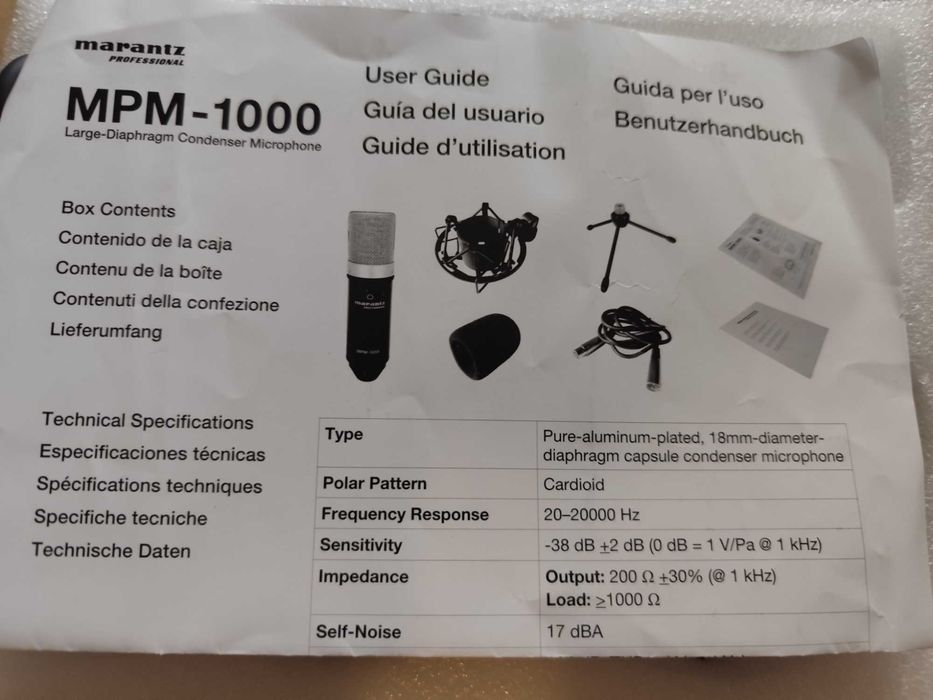 marantz
PROFESSIONAL
MPM-1000
Large-Diaphragm Condenser Microphone
User Guide
Guía del usuario
Guide d'utilisation
Guida per l'uso
Benutzerhandbuch
Box Contents
Contenido de la caja
Contenu de la boîte
Contenuti della confezione
Lieferumfang
marantz
Technical Specifications
Especificaciones técnicas
Spécifications techniques
Specifiche tecniche
Technische Daten
Type
Pure-aluminum-plated, 18mm-diameter-
diaphragm capsule condenser microphone
Polar Pattern
Cardioid
Frequency Response
20–20000 Hz
Sensitivity
-38 dB ±2 dB (0 dB = 1 V/Pa @ 1 kHz)
Impedance
Output: 200 Ω ±30% (@ 1 kHz)
Load: ≥1000 Ω
Self-Noise
17 dBA